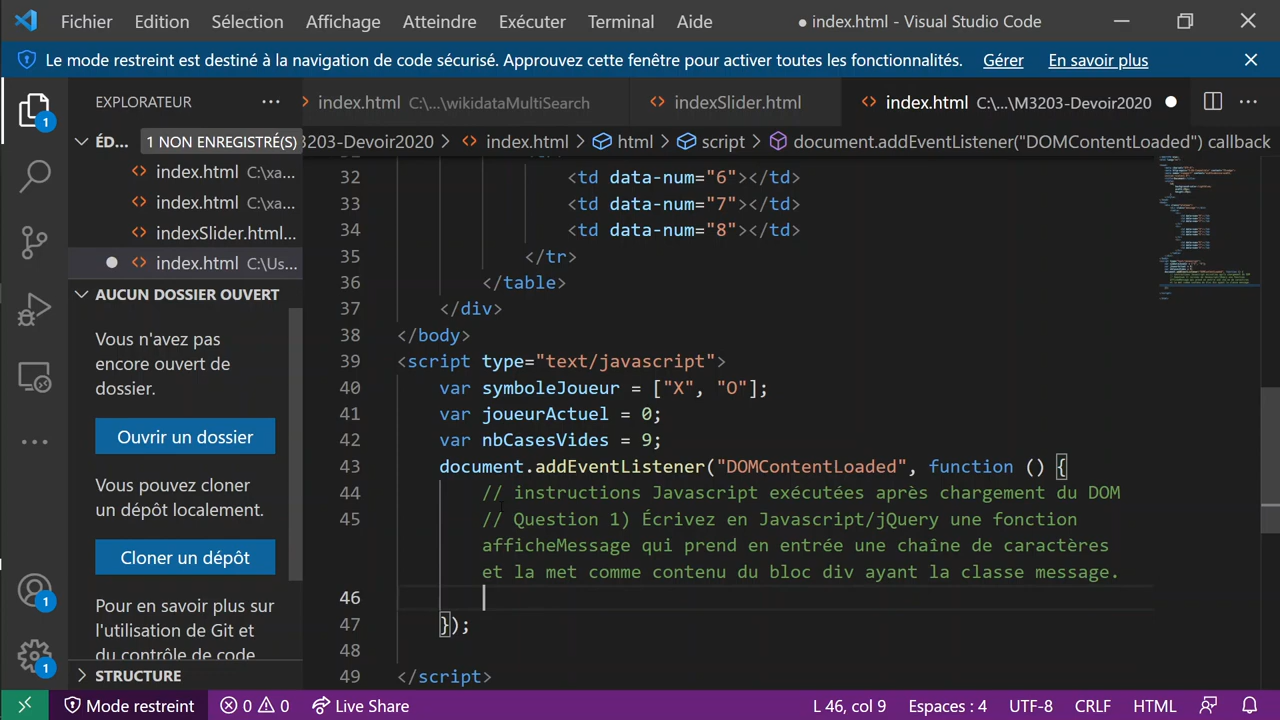 Fichier Edition Sélection Affichage Atteindre Exécuter Terminal Aide ● index.html - Visual Studio Code
Le mode restreint est destiné à la navigation de code sécurisé. Approuvez cette fenêtre pour activer toutes les fonctionnalités. Gérer En savoir plus
EXPLORATEUR
index.html C:\...\wikidataMultiSearch
indexSlider.html
index.html C:\...\M3203-Devoir2020
ÉD... 1 NON ENREGISTRÉ(S)
3203-Devoir2020 > index.html > html > script > document.addEventListener("DOMContentLoaded") callback
index.html C:\xa...
index.html C:\xa...
indexSlider.html...
index.html C:\Us...
AUCUN DOSSIER OUVERT
Vous n'avez pas
encore ouvert de
dossier.
Ouvrir un dossier
Vous pouvez cloner
un dépôt localement.
Cloner un dépôt
Pour en savoir plus sur
l'utilisation de Git et
du contrôle de code
STRUCTURE
32 <td data-num="6"></td>
33 <td data-num="7"></td>
34 <td data-num="8"></td>
35 </tr>
36 </table>
37 </div>
38 </body>
39 <script type="text/javascript">
40 var symboleJoueur = ["X", "O"];
41 var joueurActuel = 0;
42 var nbCasesVides = 9;
43 document.addEventListener("DOMContentLoaded", function () {
44 // instructions Javascript exécutées après chargement du DOM
45 // Question 1) Écrivez en Javascript/jQuery une fonction
afficheMessage qui prend en entrée une chaîne de caractères
et la met comme contenu du bloc div ayant la classe message.
46
47 });
48
49 </script>
1
1
1
Mode restreint 0 0 Live Share L 46, col 9 Espaces : 4 UTF-8 CRLF HTML